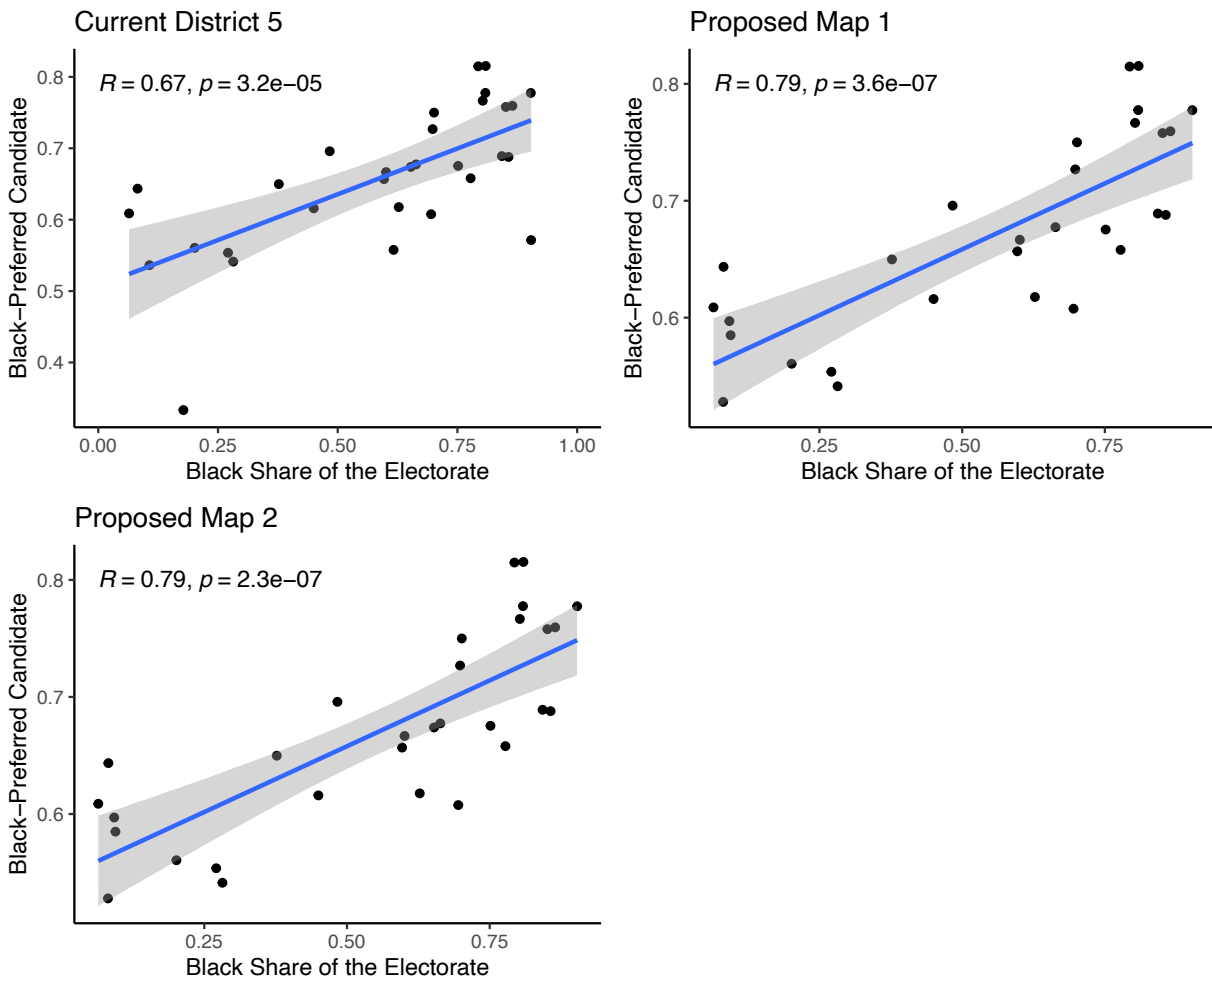 Current District 5
R = 0.67, p = 3.2e−05
0.8
0.7
0.6
0.5
0.4
Black−Preferred Candidate
0.00 0.25 0.50 0.75 1.00
Black Share of the Electorate
Proposed Map 1
R = 0.79, p = 3.6e−07
0.8
0.7
0.6
Black−Preferred Candidate
0.25 0.50 0.75
Black Share of the Electorate
Proposed Map 2
R = 0.79, p = 2.3e−07
0.8
0.7
0.6
Black−Preferred Candidate
0.25 0.50 0.75
Black Share of the Electorate